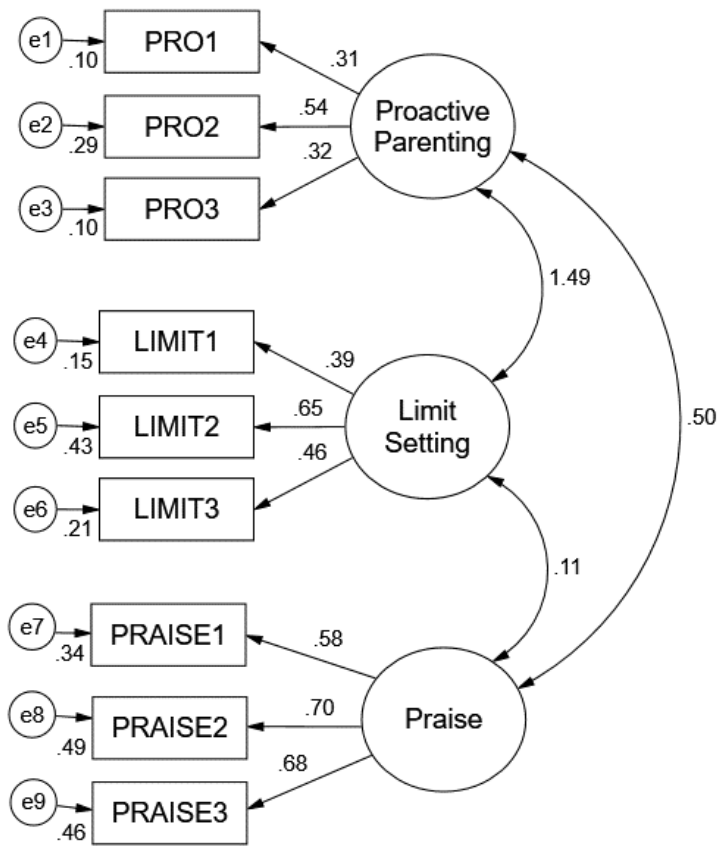 e1
.10
PRO1
.31
e2
.29
PRO2
.54
Proactive
Parenting
e3
.10
PRO3
.32
1.49
e4
.15
LIMIT1
.39
e5
.43
LIMIT2
.65
Limit
Setting
.50
e6
.21
LIMIT3
.46
.11
e7
.34
PRAISE1
.58
e8
.49
PRAISE2
.70
Praise
e9
.46
PRAISE3
.68